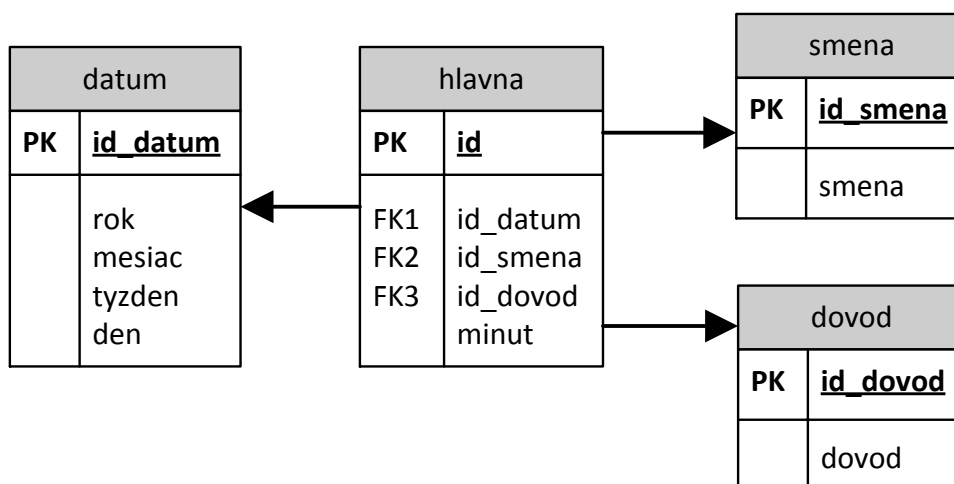 datum
PK id_datum
rok
mesiac
tyzden
den
hlavna
PK id
FK1 id_datum
FK2 id_smena
FK3 id_dovod
minut
smena
PK id_smena
smena
dovod
PK id_dovod
dovod